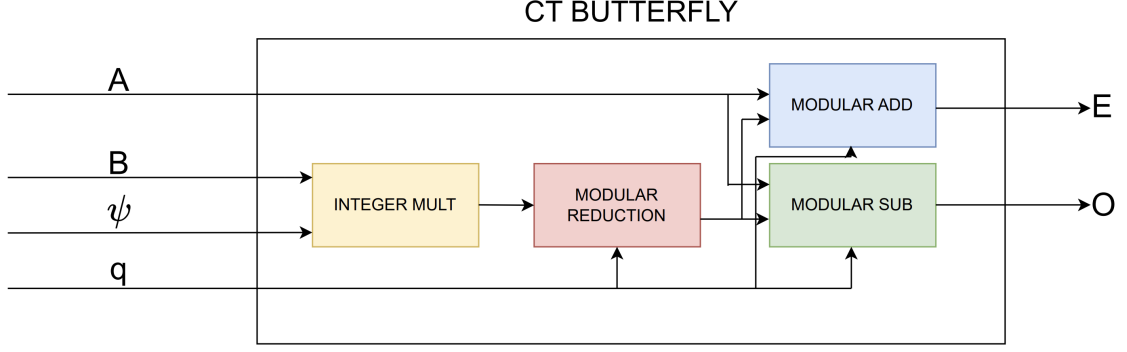 CT BUTTERFLY
A
MODULAR ADD
E
B
INTEGER MULT
MODULAR
REDUCTION
MODULAR SUB
O
ψ
q